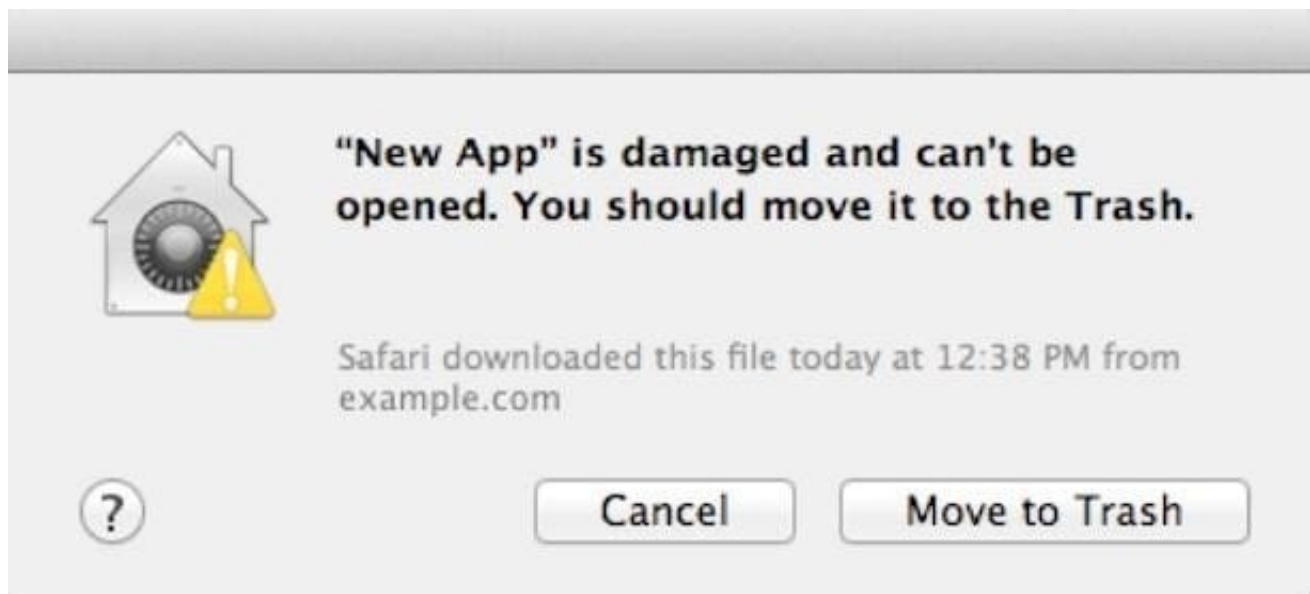 “New App” is damaged and can't be
opened. You should move it to the Trash.
Safari downloaded this file today at 12:38 PM from
example.com
?
Cancel
Move to Trash